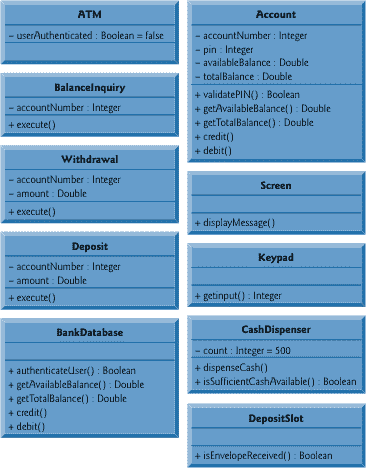 ATM
– userAuthenticated : Boolean = false
BalanceInquiry
– accountNumber : Integer
+ execute()
Withdrawal
– accountNumber : Integer
– amount : Double
+ execute()
Deposit
– accountNumber : Integer
– amount : Double
+ execute()
BankDatabase
+ authenticateUser() : Boolean
+ getAvailableBalance() : Double
+ getTotalBalance() : Double
+ credit()
+ debit()
Account
– accountNumber : Integer
– pin : Integer
– availableBalance : Double
– totalBalance : Double
+ validatePIN() : Boolean
+ getAvailableBalance() : Double
+ getTotalBalance() : Double
+ credit()
+ debit()
Screen
+ displayMessage()
Keypad
+ getInput() : Integer
CashDispenser
– count : Integer = 500
+ dispenseCash()
+ isSufficientCashAvailable() : Boolean
DepositSlot
+ isEnvelopeReceived() : Boolean